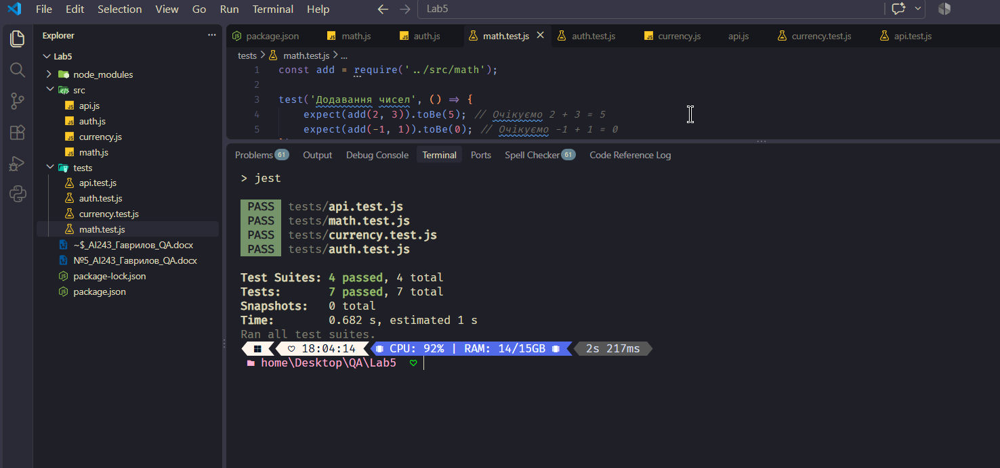 File Edit Selection View Go Run Terminal Help
Lab5
Explorer
Lab5
node_modules
src
api.js
auth.js
currency.js
math.js
tests
api.test.js
auth.test.js
currency.test.js
math.test.js
~$_AI243_Гаврилов_QA.docx
№5_AI243_Гаврилов_QA.docx
package-lock.json
package.json
package.json math.js auth.js math.test.js auth.test.js currency.js api.js currency.test.js api.test.js
tests > math.test.js > ...
1 const add = require('../src/math');
2
3 test('Додавання чисел', () => {
4 expect(add(2, 3)).toBe(5); // Очікуємо 2 + 3 = 5
5 expect(add(-1, 1)).toBe(0); // Очікуємо -1 + 1 = 0
Problems 61 Output Debug Console Terminal Ports Spell Checker 61 Code Reference Log
> jest
PASS tests/api.test.js
PASS tests/math.test.js
PASS tests/currency.test.js
PASS tests/auth.test.js
Test Suites: 4 passed, 4 total
Tests: 7 passed, 7 total
Snapshots: 0 total
Time: 0.682 s, estimated 1 s
Ran all test suites.
18:04:14 CPU: 92% | RAM: 14/15GB 2s 217ms
home\Desktop\QA\Lab5